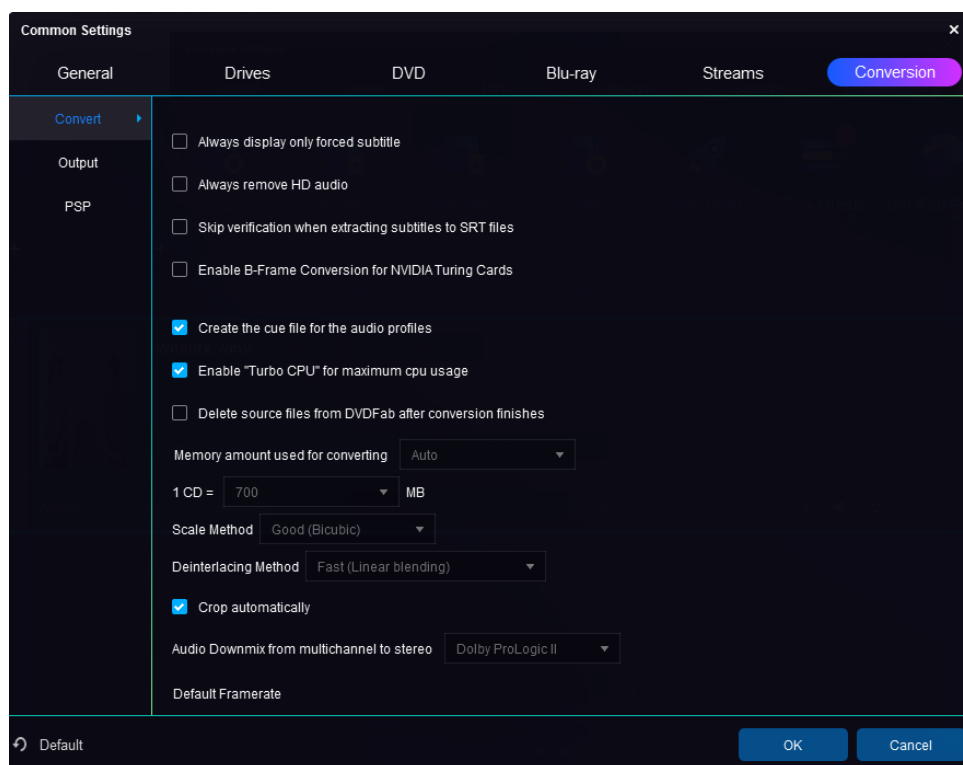 Common Settings
General Drives DVD Blu-ray Streams Conversion
Convert
Output
PSP
Always display only forced subtitle
Always remove HD audio
Skip verification when extracting subtitles to SRT files
Enable B-Frame Conversion for NVIDIA Turing Cards
Create the cue file for the audio profiles
Enable "Turbo CPU" for maximum cpu usage
Delete source files from DVDFab after conversion finishes
Memory amount used for converting Auto
1 CD = 700 MB
Scale Method Good (Bicubic)
Deinterlacing Method Fast (Linear blending)
Crop automatically
Audio Downmix from multichannel to stereo Dolby ProLogic II
Default Framerate
Default OK Cancel